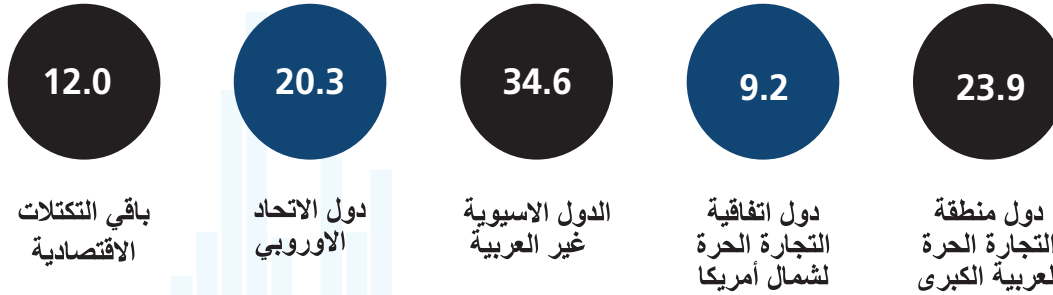 23.9
9.2
34.6
20.3
12.0
دول منطقة
التجارة الحرة
لعربية الكبرى
دول اتفاقية
التجارة الحرة
لشمال أمريكا
الدول الاسيوية
غير العربية
دول الاتحاد
الاوروبي
باقي التكتلات
الاقتصادية